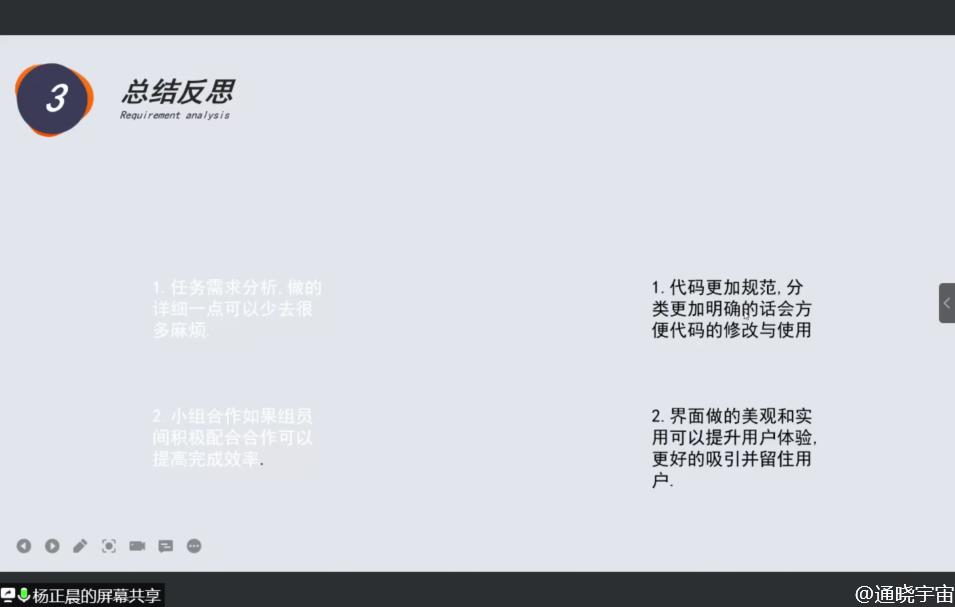 3
总结反思
Requirement analysis
1. 任务需求分析, 做的
详细一点可以少去很
多麻烦.
2. 小组合作如果组员
间积极配合合作可以
提高完成效率.
1. 代码更加规范, 分
类更加明确的话会方
便代码的修改与使用
2. 界面做的美观和实
用可以提升用户体验,
更好的吸引并留住用
户.
杨正晨的屏幕共享
@通晓宇宙